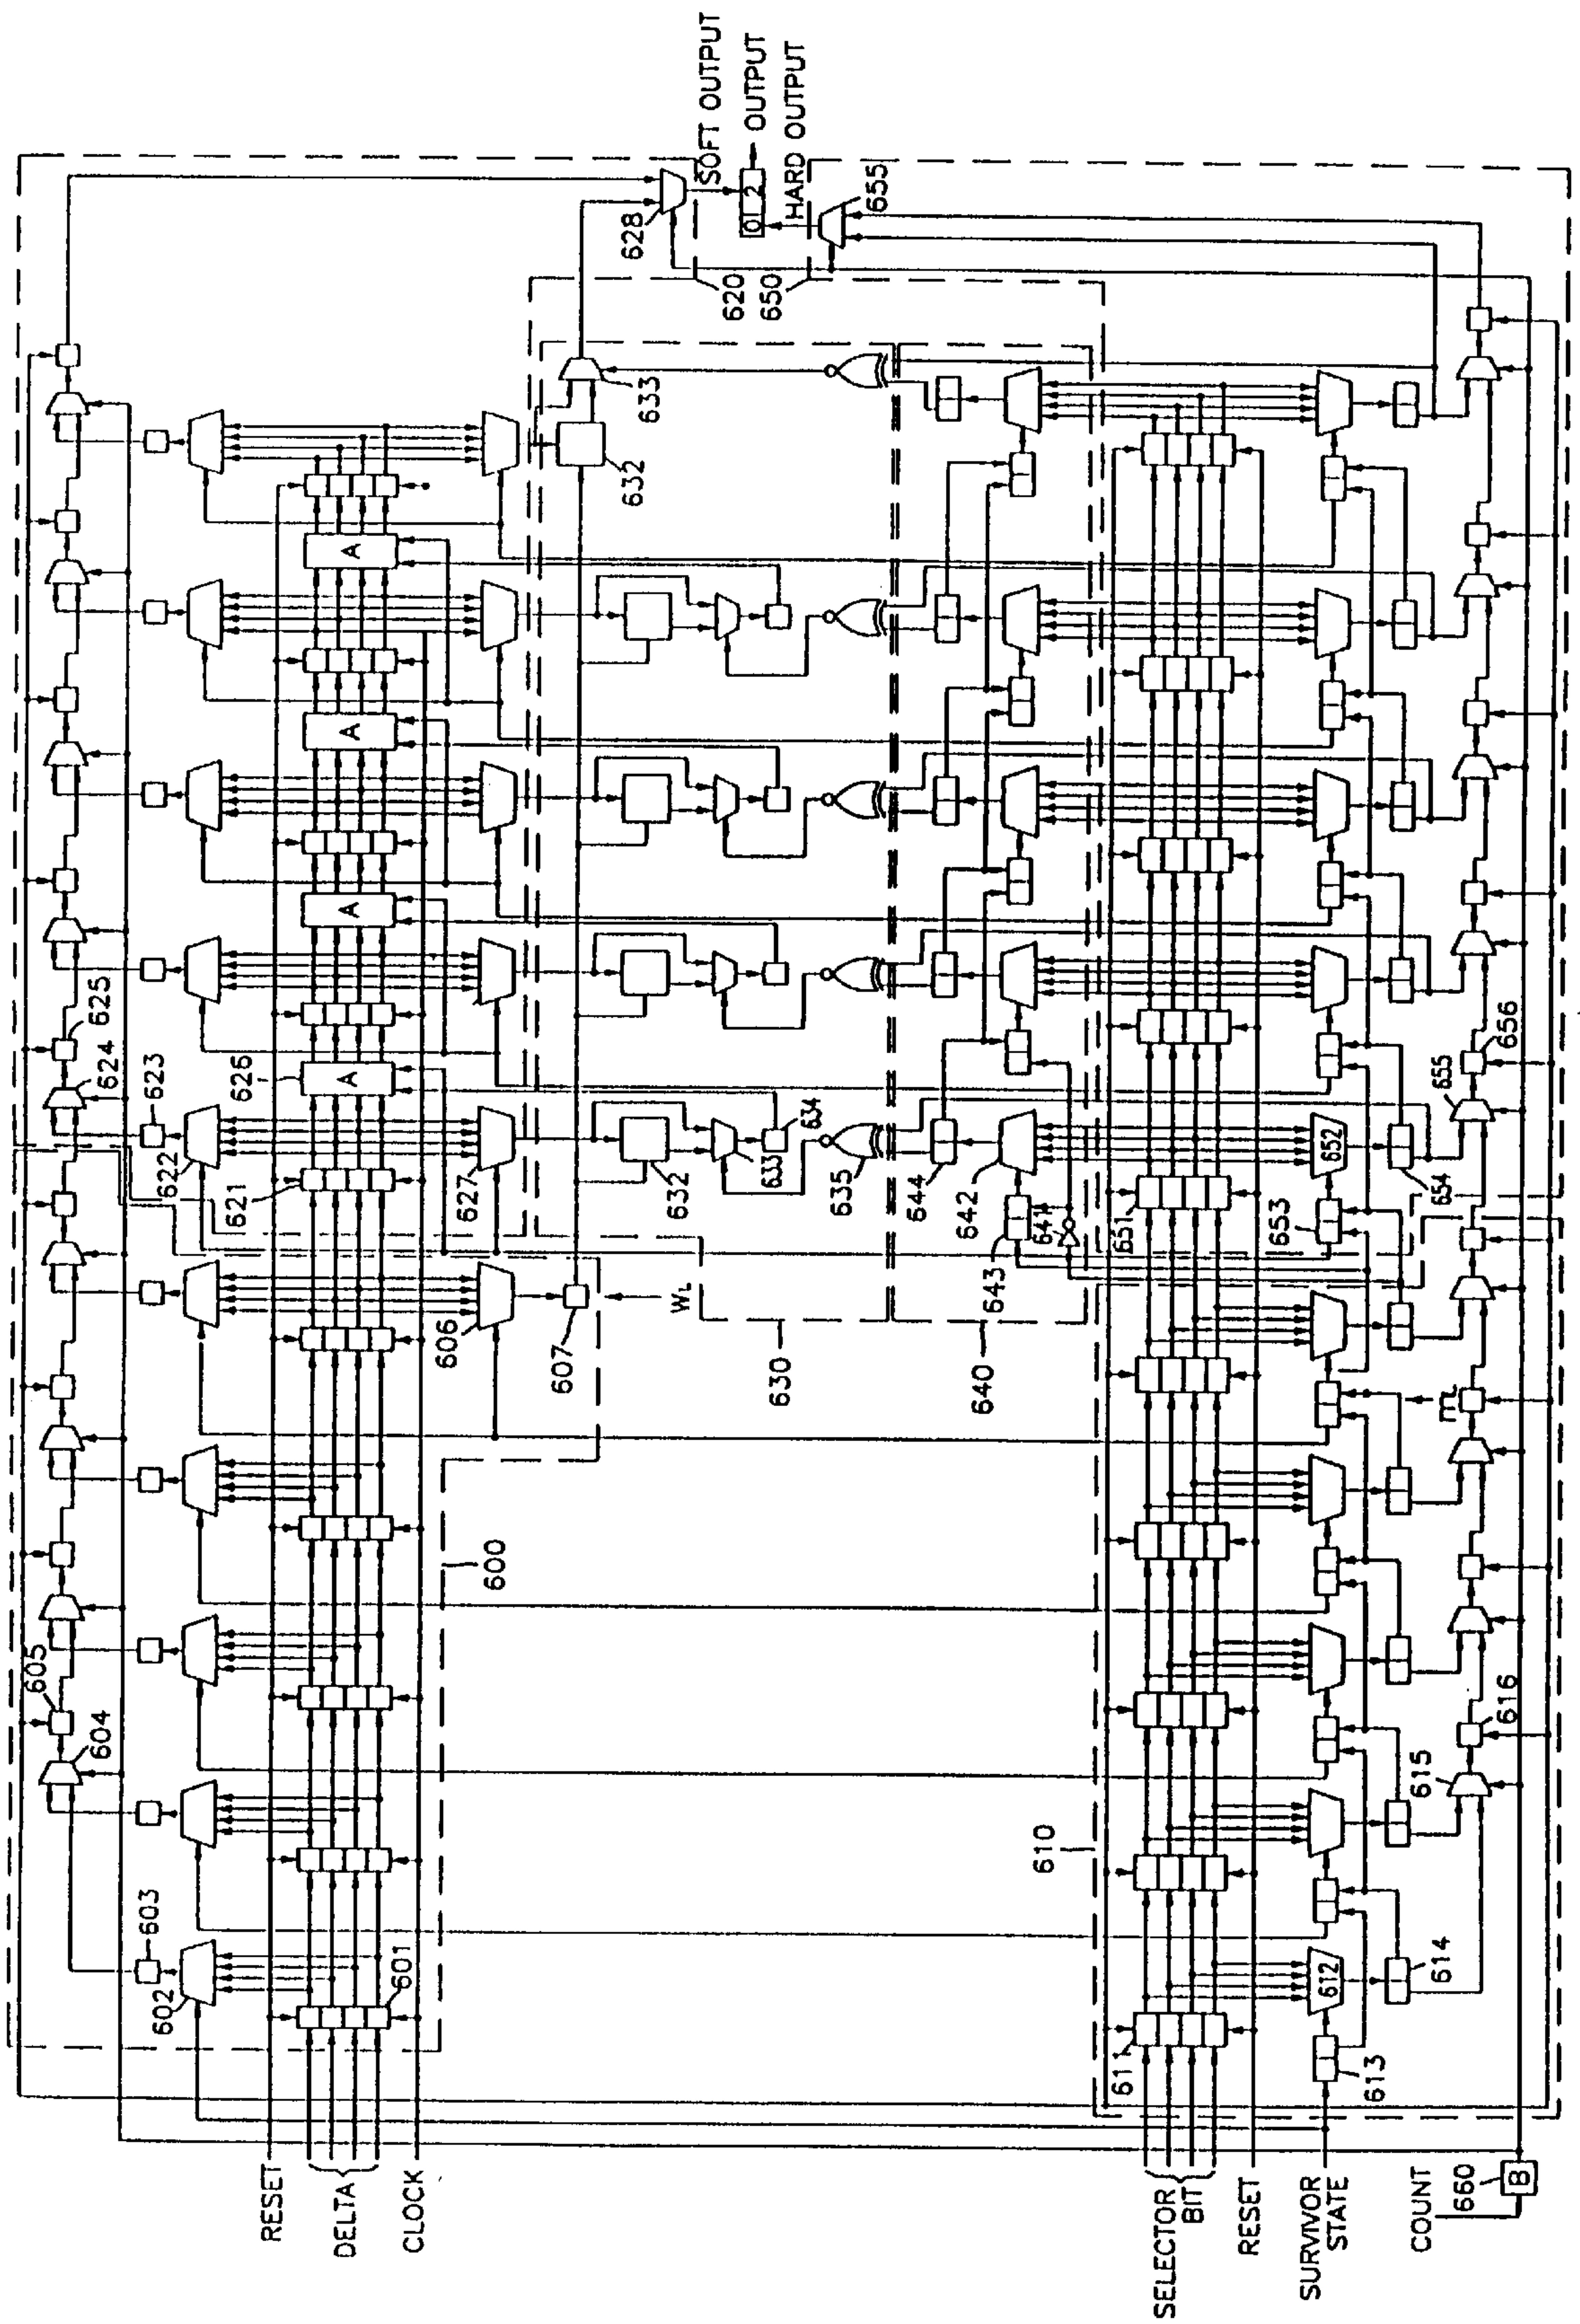 SOFT OUTPUT
0 2 OUTPUT
HARD OUTPUT
628
655
620
650
633
632
625
624
623
622
626
A
A
A
A
621
627
632
633
634
635
644
642
643
641
651
652
653
654
655
656
606
607
WL
630
640
600
605
604
603
602
601
610
611
612
613
614
615
616
m
RESET
DELTA
CLOCK
SELECTOR
BIT
RESET
SURVIVOR
STATE
COUNT
660
B